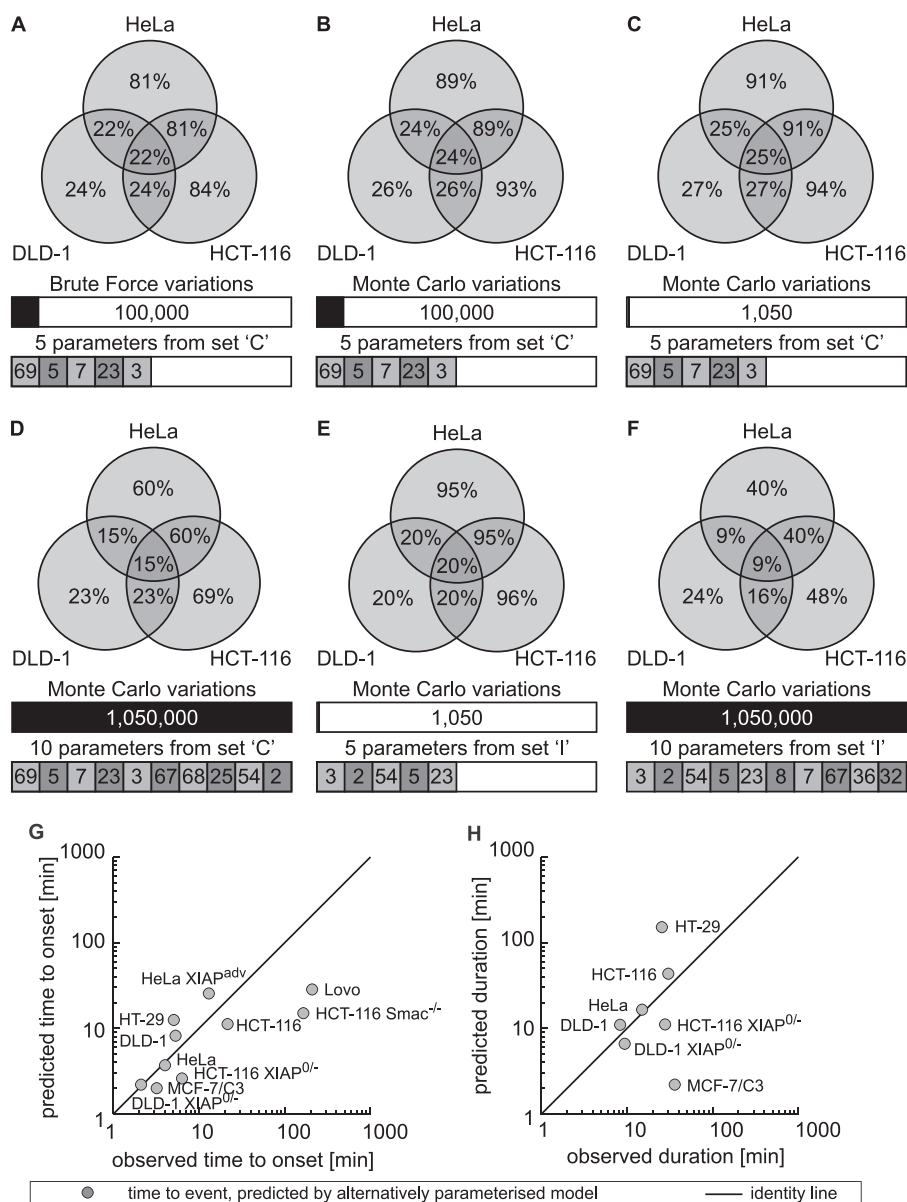 A
HeLa
81%
22%
81%
22%
24%
24%
84%
DLD-1
HCT-116
Brute Force variations
100,000
5 parameters from set ‘C’
69 5 7 23 3
B
HeLa
89%
24%
89%
24%
26%
26%
93%
DLD-1
HCT-116
Monte Carlo variations
100,000
5 parameters from set ‘C’
69 5 7 23 3
C
HeLa
91%
25%
91%
25%
27%
27%
94%
DLD-1
HCT-116
Monte Carlo variations
1,050
5 parameters from set ‘C’
69 5 7 23 3
D
HeLa
60%
15%
60%
15%
23%
23%
69%
DLD-1
HCT-116
Monte Carlo variations
1,050,000
10 parameters from set ‘C’
69 5 7 23 3 67 68 25 54 2
E
HeLa
95%
20%
95%
20%
20%
20%
96%
DLD-1
HCT-116
Monte Carlo variations
1,050
5 parameters from set ‘I’
3 2 54 5 23
F
HeLa
40%
9%
40%
9%
24%
16%
48%
DLD-1
HCT-116
Monte Carlo variations
1,050,000
10 parameters from set ‘I’
3 2 54 5 23 8 7 67 36 32
G
predicted time to onset [min]
1000
100
10
1
HeLa XIAPadv
Lovo
HT-29
HCT-116 Smac-/-
DLD-1
HCT-116
HeLa
HCT-116 XIAP0/-
MCF-7/C3
DLD-1 XIAP0/-
1 10 100 1000
observed time to onset [min]
H
predicted duration [min]
1000
100
10
1
HT-29
HCT-116
HeLa
DLD-1
HCT-116 XIAP0/-
DLD-1 XIAP0/-
MCF-7/C3
1 10 100 1000
observed duration [min]
time to event, predicted by alternatively parameterised model
identity line